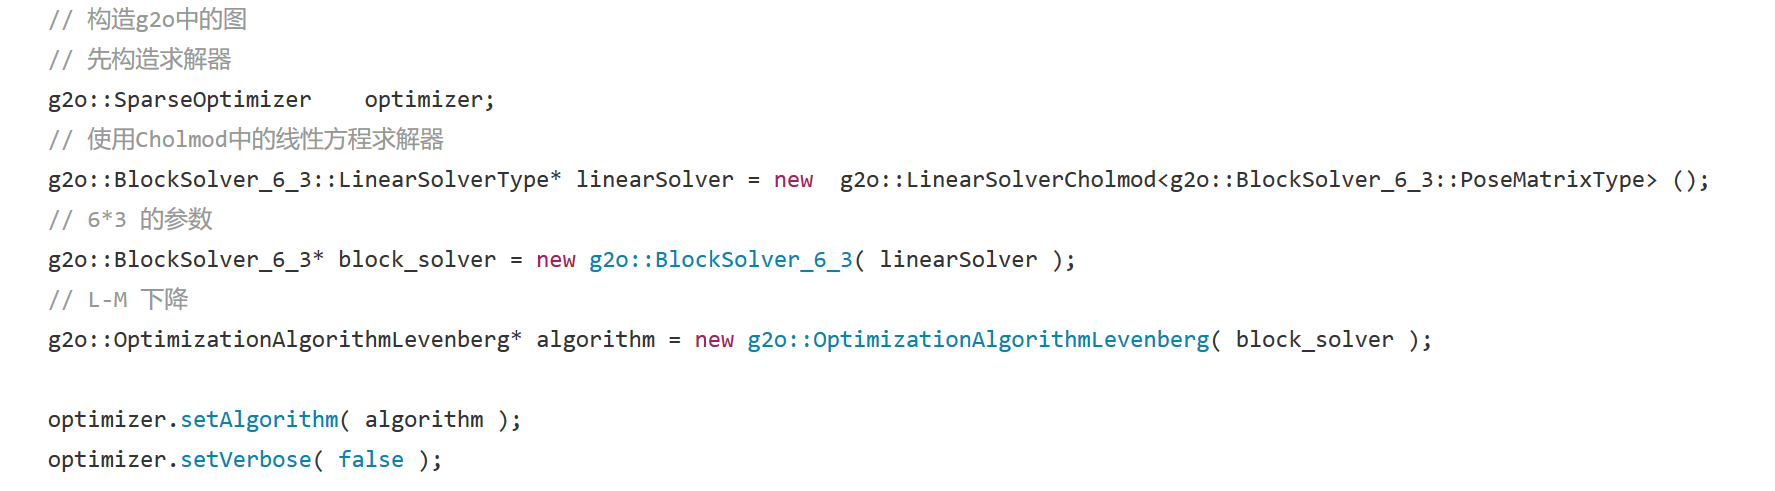 // 构造g2o中的图
// 先构造求解器
g2o::SparseOptimizer    optimizer;
// 使用Cholmod中的线性方程求解器
g2o::BlockSolver_6_3::LinearSolverType* linearSolver = new  g2o::LinearSolverCholmod<g2o::BlockSolver_6_3::PoseMatrixType> ();
// 6*3 的参数
g2o::BlockSolver_6_3* block_solver = new g2o::BlockSolver_6_3( linearSolver );
// L-M 下降
g2o::OptimizationAlgorithmLevenberg* algorithm = new g2o::OptimizationAlgorithmLevenberg( block_solver );
optimizer.setAlgorithm( algorithm );
optimizer.setVerbose( false );